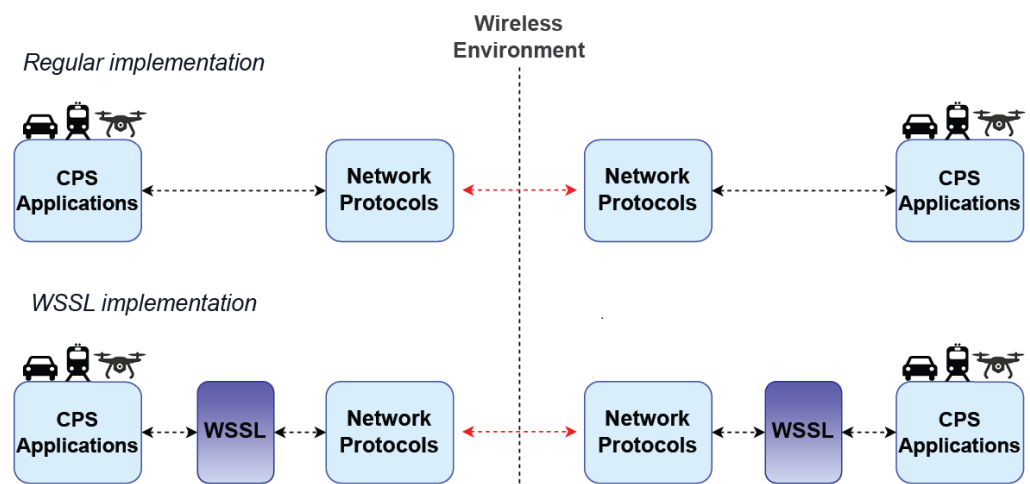 Wireless
Environment
Regular implementation
CPS
Applications
Network
Protocols
Network
Protocols
CPS
Applications
WSSL implementation
CPS
Applications
WSSL
Network
Protocols
Network
Protocols
WSSL
CPS
Applications